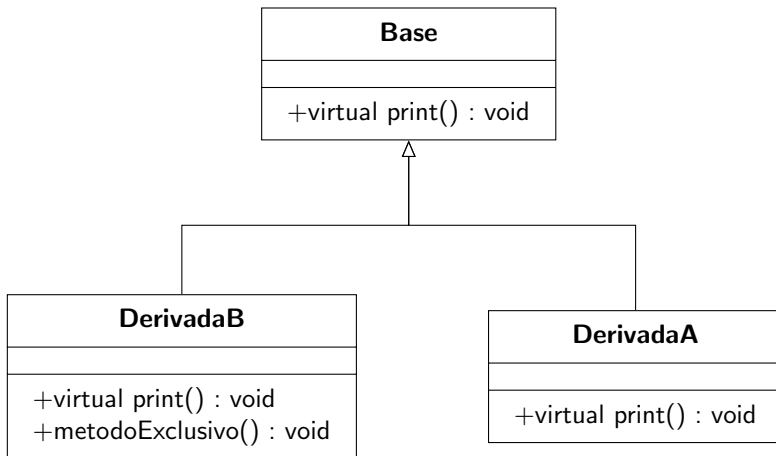 Base
+virtual print() : void
DerivadaB
+virtual print() : void
+metodoExclusivo() : void
DerivadaA
+virtual print() : void